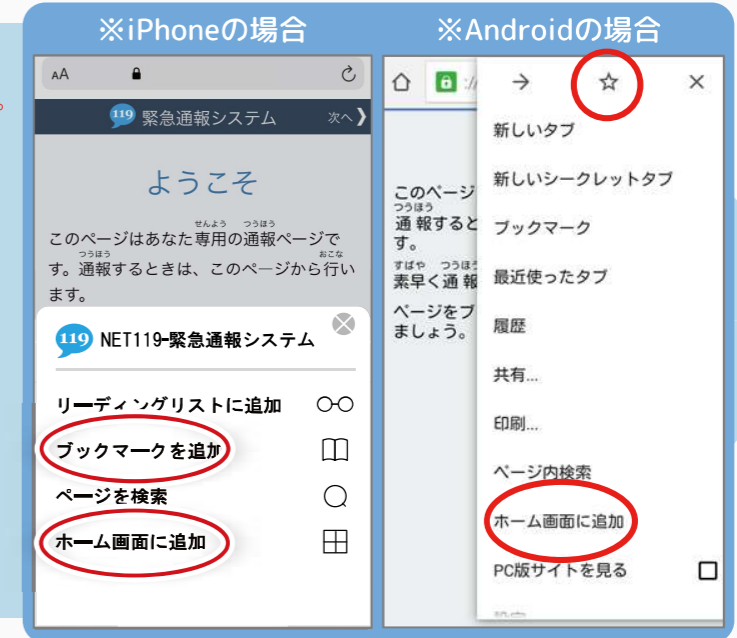 ※iPhoneの場合
AA
119 緊急通報システム 次へ❯
ようこそ
せんよう つうほう
このページはあなた専用の通報ページで
つうほう おこな
す。通報するときは、このページから行い
ます。
119 NET119-緊急通報システム
リーディングリストに追加
ブックマークを追加
ページを検索
ホーム画面に追加
※Androidの場合
://
新しいタブ
新しいシークレットタブ
ブックマーク
最近使ったタブ
履歴
共有...
印刷...
ページ内検索
ホーム画面に追加
PC版サイトを見る
このページ
つうほう
通報すると
す。
すばや つうほう
素早く通報
ページをブ
ましょう。